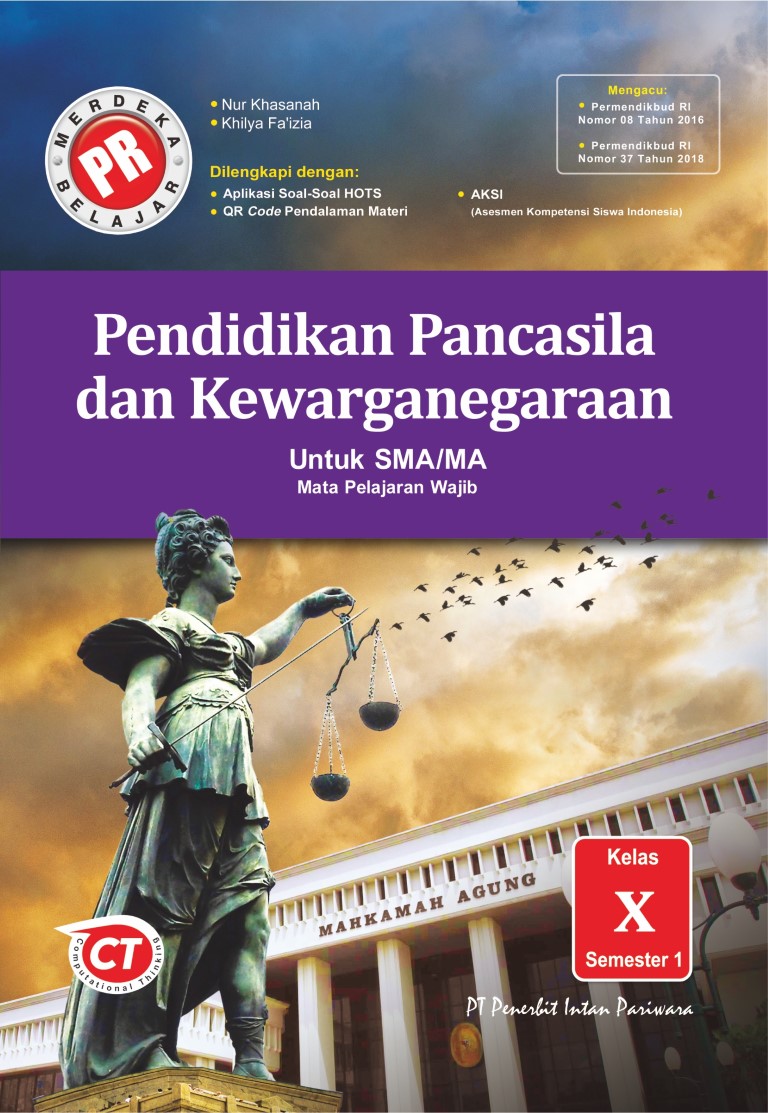 MERDEKA
PR
BELAJAR
• Nur Khasanah
• Khilya Fa'izia
Dilengkapi dengan:
• Aplikasi Soal-Soal HOTS
• QR Code Pendalaman Materi
• AKSI
(Asesmen Kompetensi Siswa Indonesia)
Mengacu:
• Permendikbud RI
Nomor 08 Tahun 2016
• Permendikbud RI
Nomor 37 Tahun 2018
Pendidikan Pancasila
dan Kewarganegaraan
Untuk SMA/MA
Mata Pelajaran Wajib
MAHKAMAH AGUNG
Kelas
X
Semester 1
CT
Computational Thinking
PT Penerbit Intan Pariwara